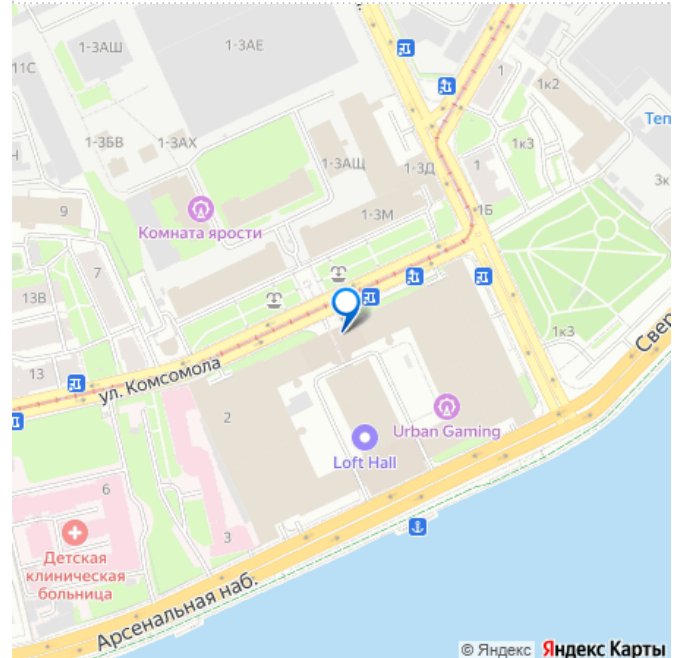 1-3АШ
1-3АЕ
11С
1
1к2
Теп
1-3БВ
1-3АХ
1к3
1-3АЩ
1-3Д
1
3к
9
Комната ярости
1-3М
1Б
7
13В
1к3
Свер
13
ул. Комсомола
2
Urban Gaming
Loft Hall
6
3
Детская
клиническая
больница
Арсенальная наб.
© Яндекс Яндекс Карты